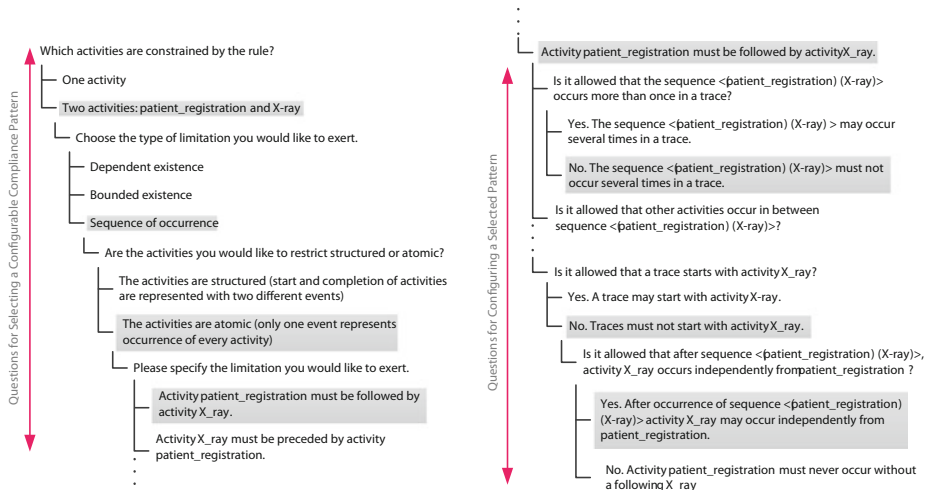 Questions for Selecting a Configurable Compliance Pattern
Which activities are constrained by the rule?
One activity
Two activities: patient_registration and X-ray
Choose the type of limitation you would like to exert.
Dependent existence
Bounded existence
Sequence of occurrence
Are the activities you would like to restrict structured or atomic?
The activities are structured (start and completion of activities
are represented with two different events)
The activities are atomic (only one event represents
occurrence of every activity)
Please specify the limitation you would like to exert.
Activity patient_registration must be followed by
activity X_ray.
Activity X_ray must be preceded by activity
patient_registration.
Questions for Configuring a Selected Pattern
Activity patient_registration must be followed by activityX_ray.
Is it allowed that the sequence <(patient_registration) (X-ray)>
occurs more than once in a trace?
Yes. The sequence <(patient_registration) (X-ray) > may occur
several times in a trace.
No. The sequence <(patient_registration) (X-ray)> must not
occur several times in a trace.
Is it allowed that other activities occur in between
sequence <(patient_registration) (X-ray)>?
Is it allowed that a trace starts with activity X_ray?
Yes. A trace may start with activity X-ray.
No. Traces must not start with activity X_ray.
Is it allowed that after sequence <(patient_registration) (X-ray)>,
activity X_ray occurs independently from patient_registration ?
Yes. After occurrence of sequence <(patient_registration)
(X-ray)> activity X_ray may occur independently from
patient_registration.
No. Activity patient_registration must never occur without
a following X_ray